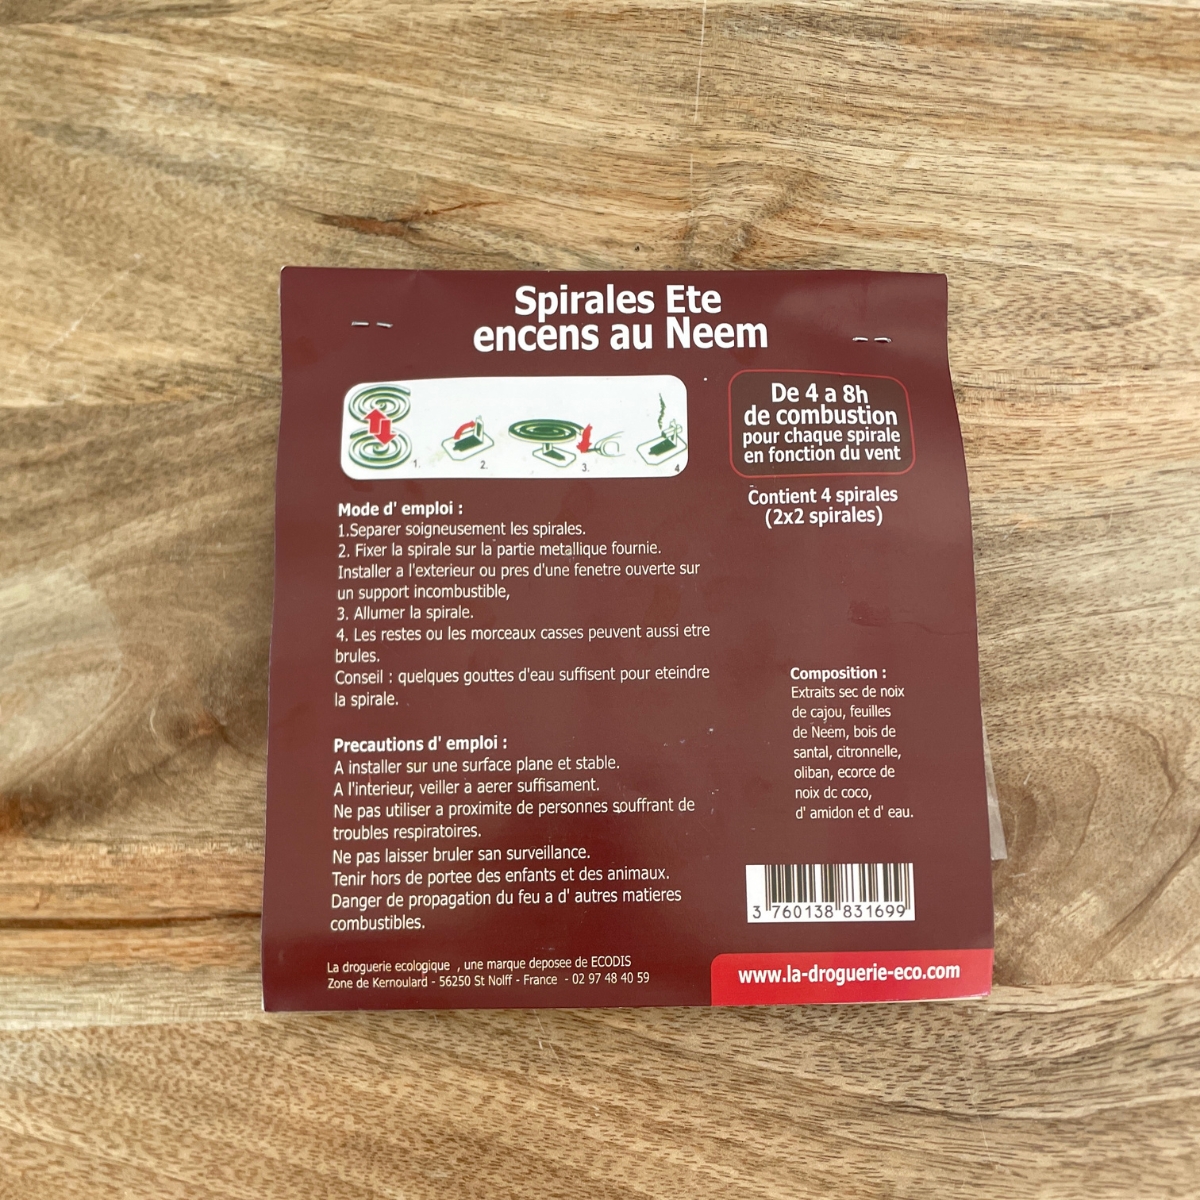 Spirales Ete
encens au Neem
1.
2.
3.
4
De 4 a 8h
de combustion
pour chaque spirale
en fonction du vent
Contient 4 spirales
(2x2 spirales)
Mode d' emploi :
1.Separer soigneusement les spirales.
2. Fixer la spirale sur la partie metallique fournie.
Installer a l'exterieur ou pres d'une fenetre ouverte sur
un support incombustible,
3. Allumer la spirale.
4. Les restes ou les morceaux casses peuvent aussi etre
brules.
Conseil : quelques gouttes d'eau suffisent pour eteindre
la spirale.
Precautions d' emploi :
A installer sur une surface plane et stable.
A l'interieur, veiller a aerer suffisament.
Ne pas utiliser a proximite de personnes souffrant de
troubles respiratoires.
Ne pas laisser bruler san surveillance.
Tenir hors de portee des enfants et des animaux.
Danger de propagation du feu a d' autres matieres
combustibles.
Composition :
Extraits sec de noix
de cajou, feuilles
de Neem, bois de
santal, citronnelle,
oliban, ecorce de
noix dc coco,
d' amidon et d' eau.
3 760138 831699
La droguerie ecologique , une marque deposee de ECODIS
Zone de Kernoulard - 56250 St Nolff - France - 02 97 48 40 59
www.la-droguerie-eco.com